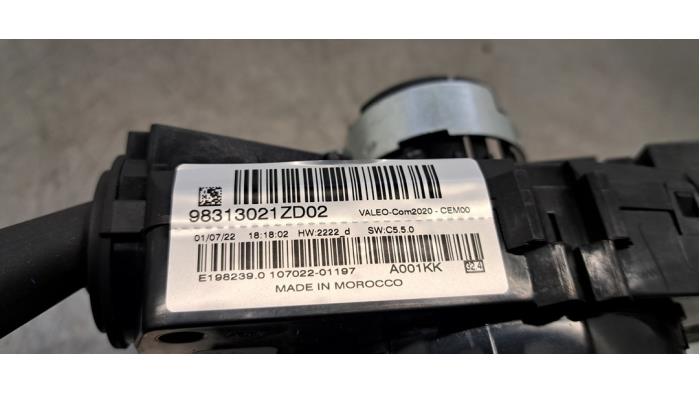 98313021ZD02 VALEO-Com2020 - CEM00
01/07/22 18:18:02 HW:2222_d SW:C5.5.0
E198239.0 107022-01197 A001KK 32.4
MADE IN MOROCCO